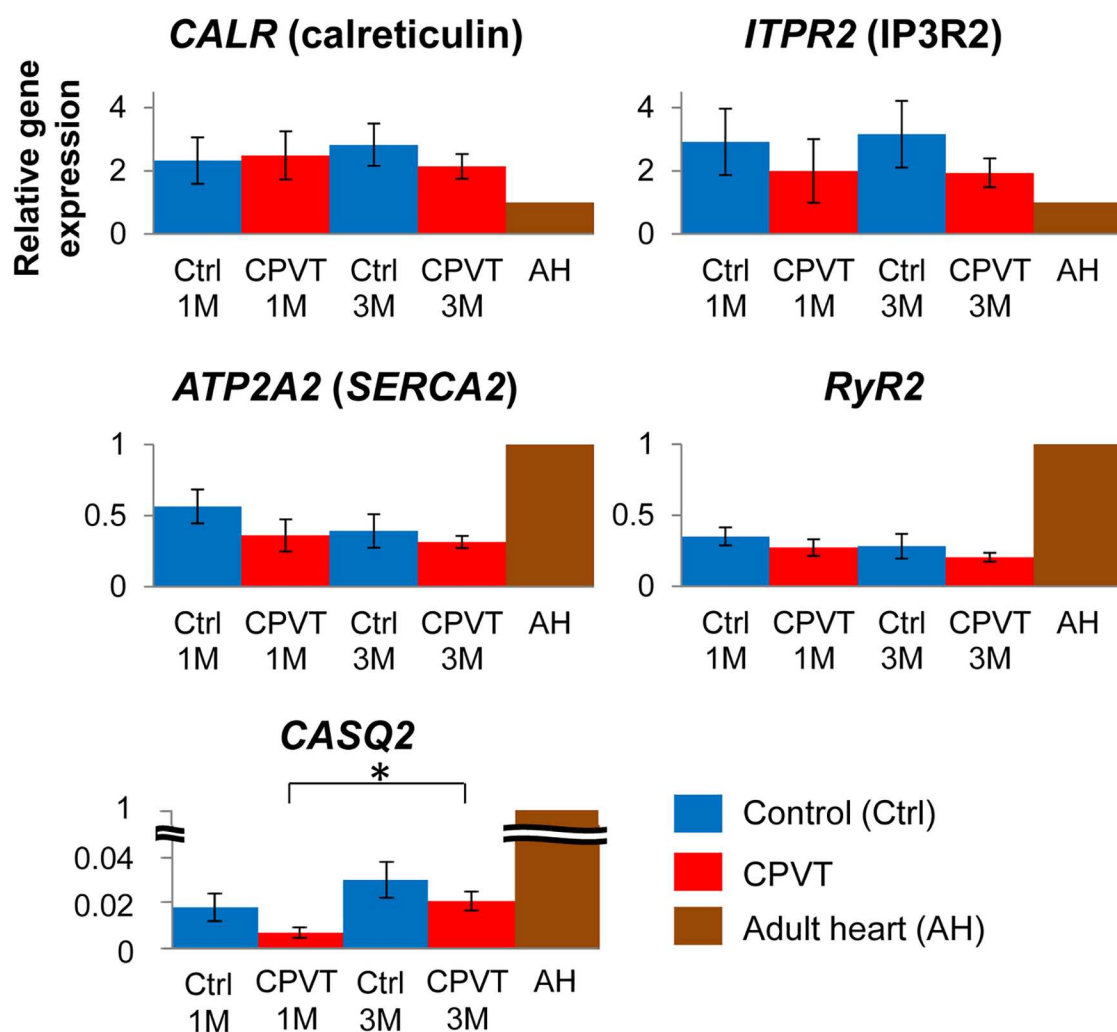 CALR (calreticulin)
Relative gene
expression
4
2
0
Ctrl CPVT Ctrl CPVT AH
1M 1M 3M 3M
ITPR2 (IP3R2)
4
2
0
Ctrl CPVT Ctrl CPVT AH
1M 1M 3M 3M
ATP2A2 (SERCA2)
1
0.5
0
Ctrl CPVT Ctrl CPVT AH
1M 1M 3M 3M
RyR2
1
0.5
0
Ctrl CPVT Ctrl CPVT AH
1M 1M 3M 3M
CASQ2
*
1
0.04
0.02
0
Ctrl CPVT Ctrl CPVT AH
1M 1M 3M 3M
Control (Ctrl)
CPVT
Adult heart (AH)